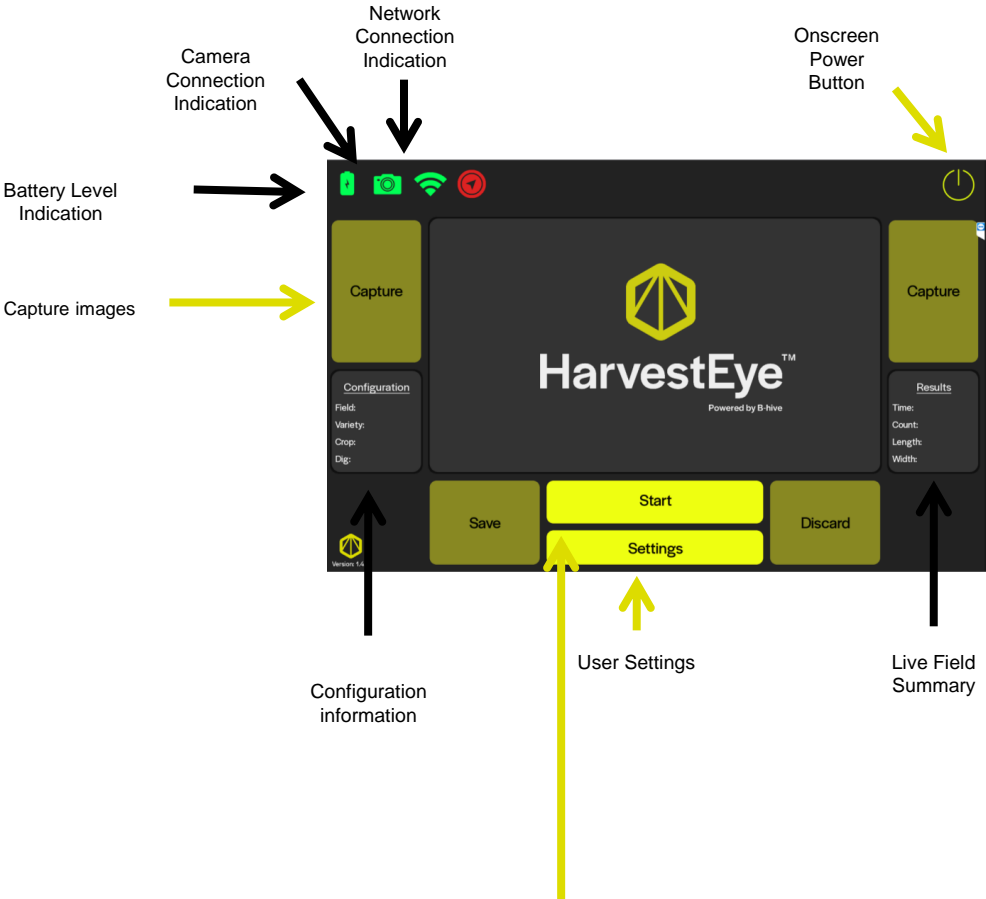 Network
Connection
Indication
Camera
Connection
Indication
Onscreen
Power
Button
Battery Level
Indication
Capture images
Capture
Capture
HarvestEye™
Powered by B-hive
Configuration
Field:
Variety:
Crop:
Dig:
Results
Time:
Count:
Length:
Width:
Save
Start
Settings
Discard
Version: 1.4
User Settings
Live Field
Summary
Configuration
information